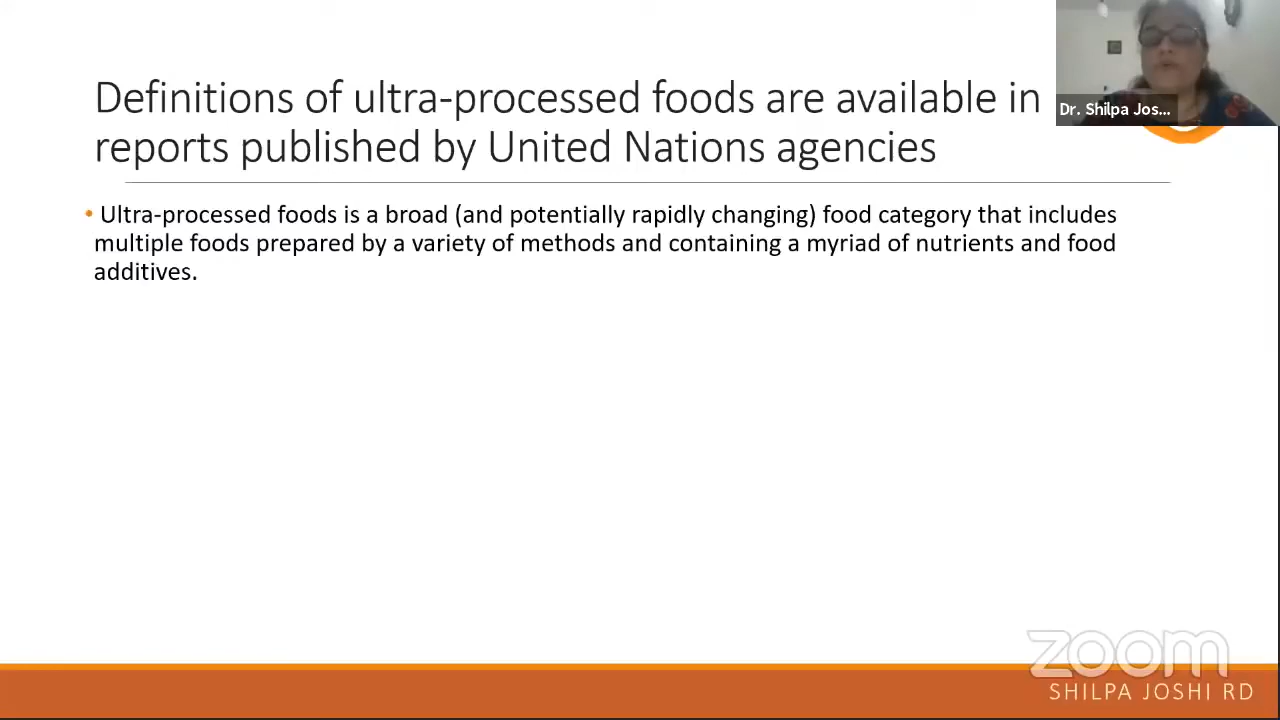 Definitions of ultra-processed foods are available in
reports published by United Nations agencies
Dr. Shilpa Jos...
• Ultra-processed foods is a broad (and potentially rapidly changing) food category that includes
multiple foods prepared by a variety of methods and containing a myriad of nutrients and food
additives.
zoom
SHILPA JOSHI RD